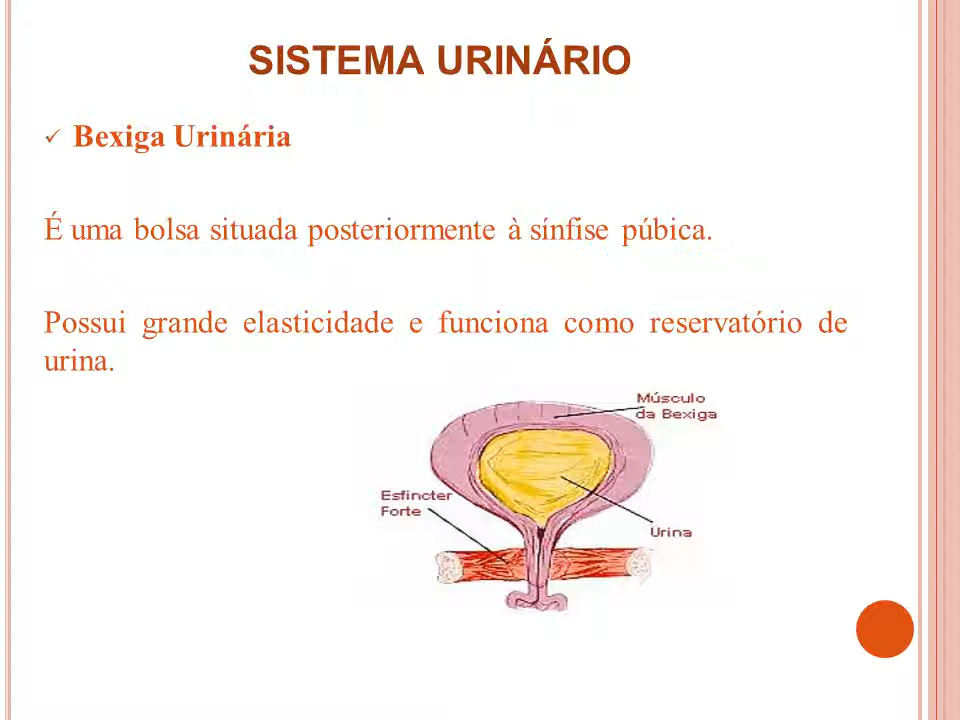 SISTEMA URINÁRIO
✓ Bexiga Urinária
É uma bolsa situada posteriormente à sínfise púbica.
Possui grande elasticidade e funciona como reservatório de
urina.
Músculo
da Bexiga
Esfíncter
Forte
Urina